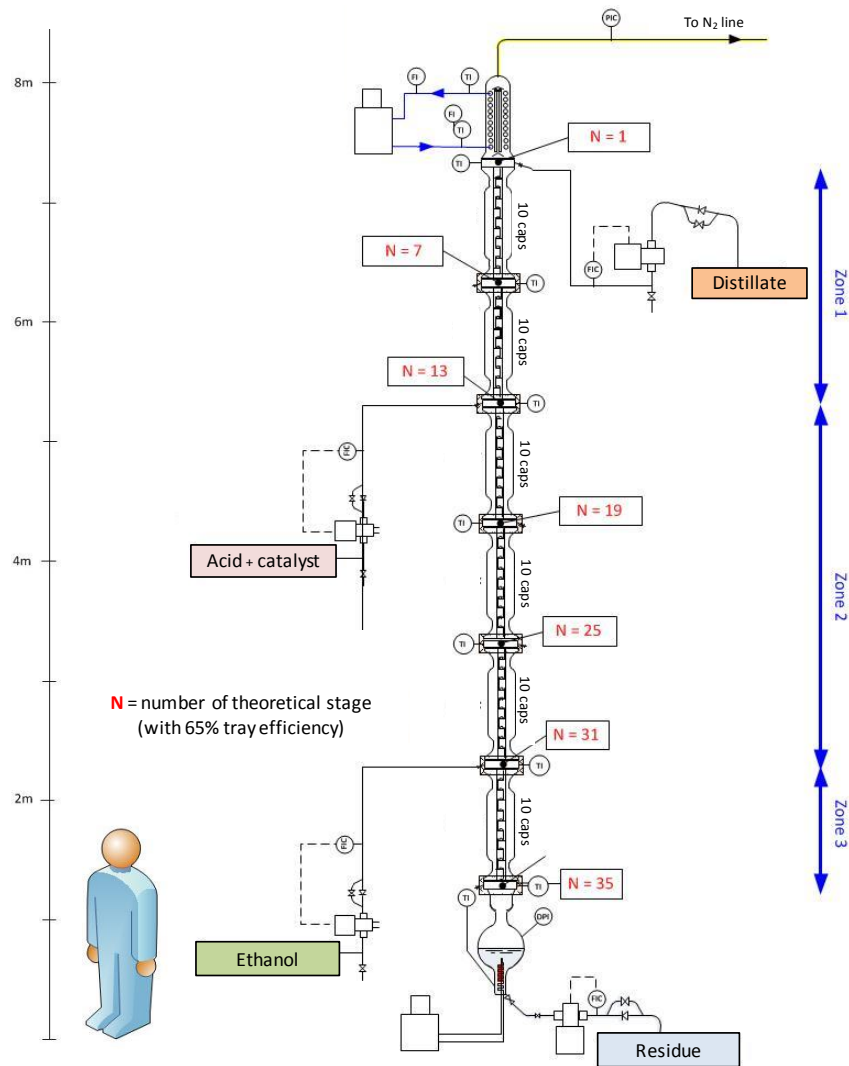 PIC
To N₂ line
8m
FI
TI
FI
TI
N = 1
TI
10 caps
N = 7
TI
FIC
Distillate
Zone 1
6m
10 caps
N = 13
TI
10 caps
FIC
N = 19
TI
Acid + catalyst
4m
10 caps
Zone 2
N = 25
TI
10 caps
N = number of theoretical stage
(with 65% tray efficiency)
N = 31
TI
2m
10 caps
Zone 3
FIC
TI
N = 35
TI
DPI
Ethanol
FIC
Residue